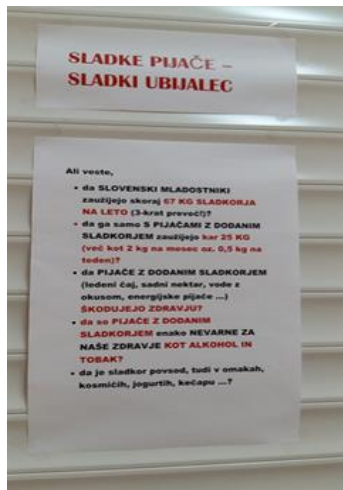 SLADKE PIJAČE –
SLADKI UBIJALEC
Ali veste,
• da SLOVENSKI MLADOSTNIKI
zaužijejo skoraj 67 KG SLADKORJA
NA LETO (3-krat preveč!)?
• da ga samo S PIJAČAMI Z DODANIM
SLADKORJEM zaužijejo kar 25 KG
(več kot 2 kg na mesec oz. 0,5 kg na
teden)?
• da PIJAČE Z DODANIM SLADKORJEM
(ledeni čaj, sadni nektar, vode z
okusom, energijske pijače ...)
ŠKODUJEJO ZDRAVJU?
• da so PIJAČE Z DODANIM
SLADKORJEM enako NEVARNE ZA
NAŠE ZDRAVJE KOT ALKOHOL IN
TOBAK?
• da je sladkor povsod, tudi v omakah,
kosmičih, jogurtih, kečapu ...?